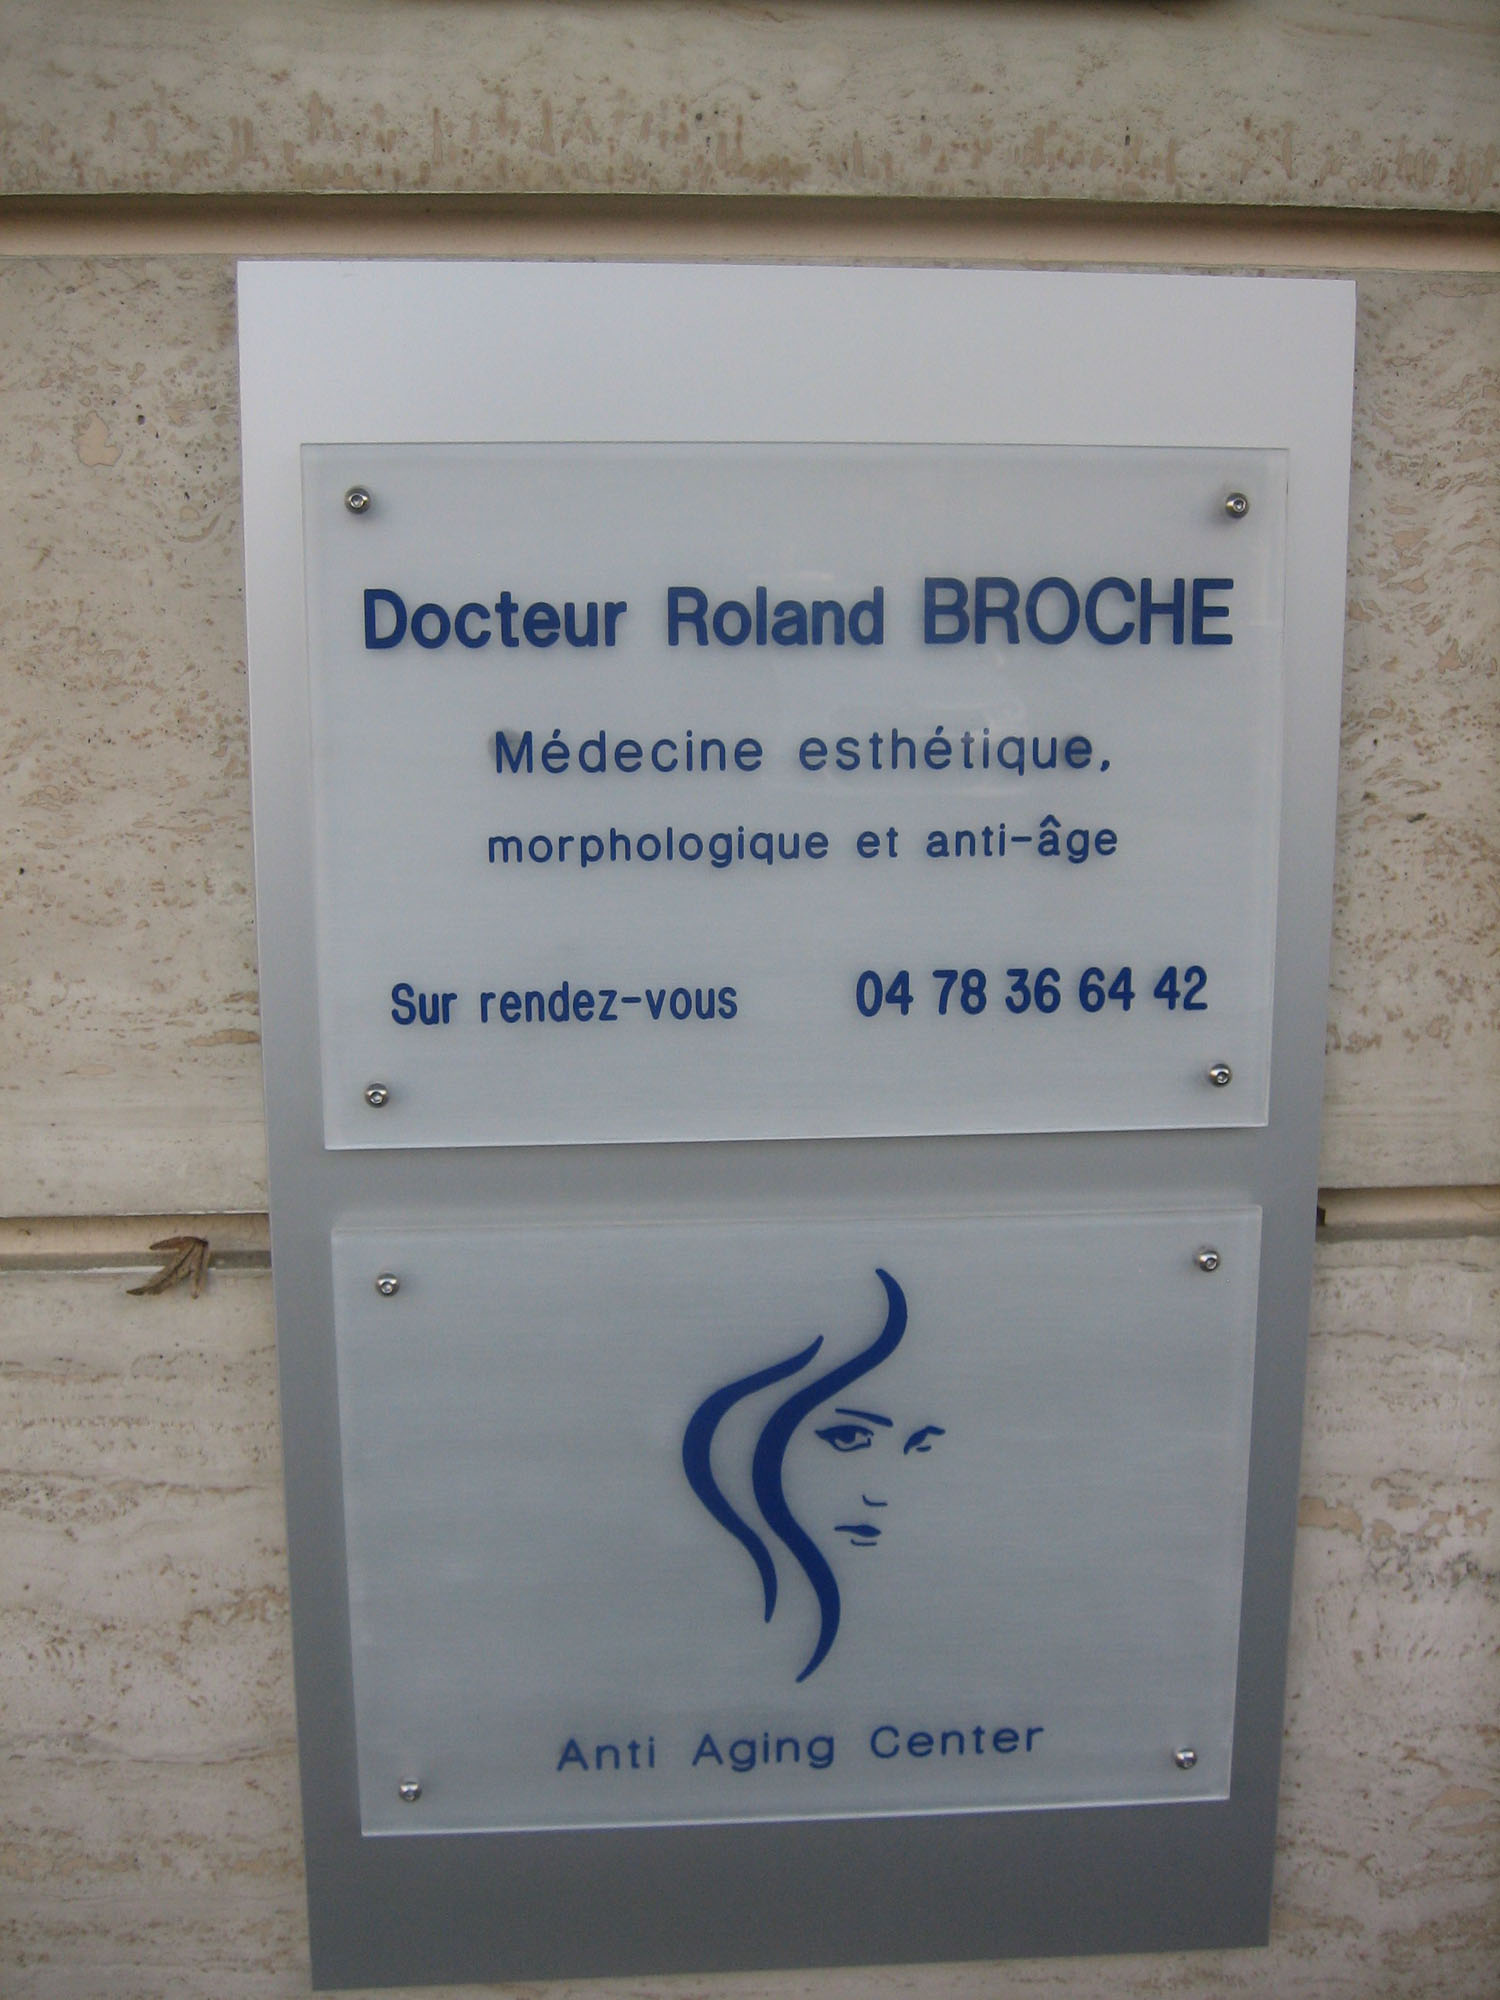 Docteur Roland BROCHE
Médecine esthétique,
morphologique et anti-âge
Sur rendez-vous 04 78 36 64 42
Anti Aging Center